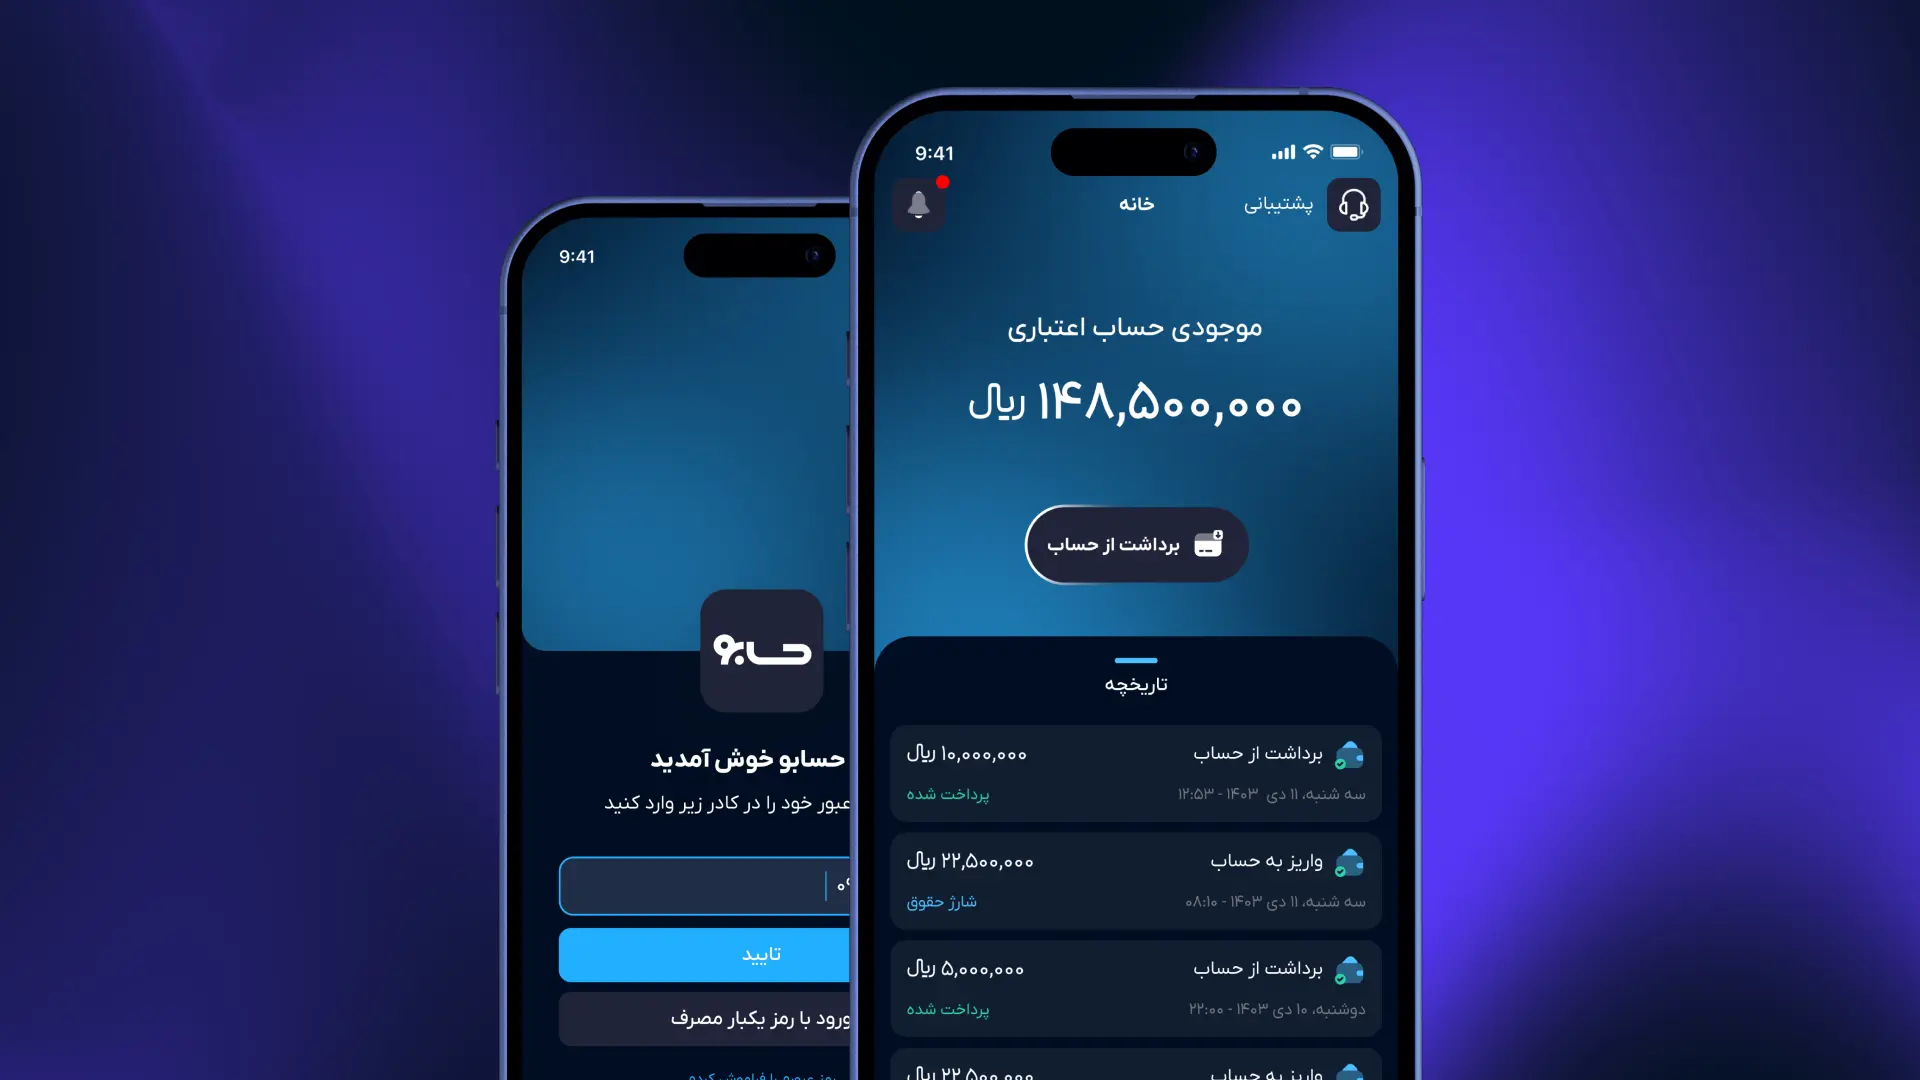 9:41
پشتیبانی
خانه
موجودی حساب اعتباری
۱۴۸,۵۰۰,۰۰۰ ریال
برداشت از حساب
تاریخچه
برداشت از حساب
۱۰,۰۰۰,۰۰۰ ریال
سه شنبه، ۱۱ دی ۱۴۰۳ - ۱۲:۵۳
پرداخت شده
واریز به حساب
۲۲,۵۰۰,۰۰۰ ریال
سه شنبه، ۱۱ دی ۱۴۰۳ - ۰۸:۱۰
شارژ حقوق
برداشت از حساب
۵,۰۰۰,۰۰۰ ریال
دوشنبه، ۱۰ دی ۱۴۰۳ - ۲۲:۰۰
پرداخت شده
واریز به حساب
۲۲,۵۰۰,۰۰۰ ریال
9:41
حسابو
حسابو خوش آمدید
عبور خود را در کادر زیر وارد کنید
۰۹
تایید
ورود با رمز یکبار مصرف